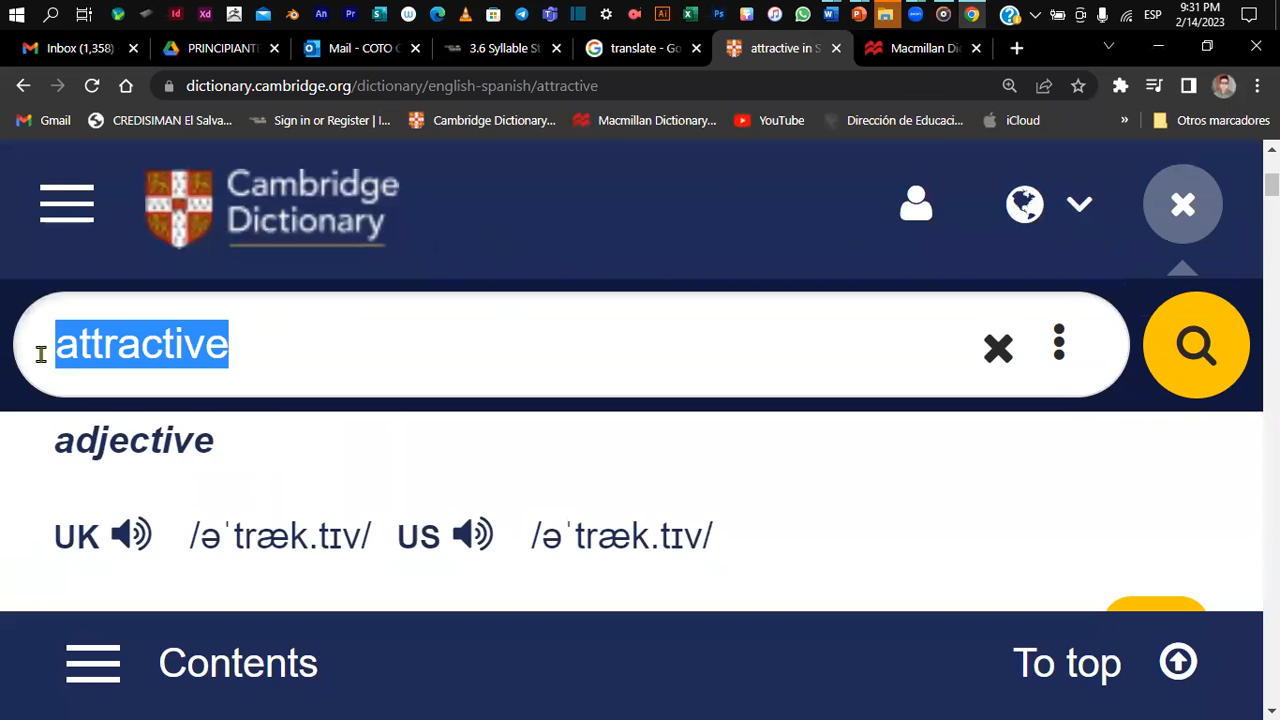 ESP
9:31 PM
2/14/2023
Inbox (1,358)
PRINCIPIANTE
Mail - COTO C
3.6 Syllable St
translate - Go
attractive in S
Macmillan Di
dictionary.cambridge.org/dictionary/english-spanish/attractive
Gmail
CREDISIMAN El Salva...
Sign in or Register | I...
Cambridge Dictionary...
Macmillan Dictionary...
YouTube
Dirección de Educaci...
iCloud
»
Otros marcadores
Cambridge
Dictionary
attractive
adjective
UK /əˈtræk.tɪv/ US /əˈtræk.tɪv/
Contents
To top